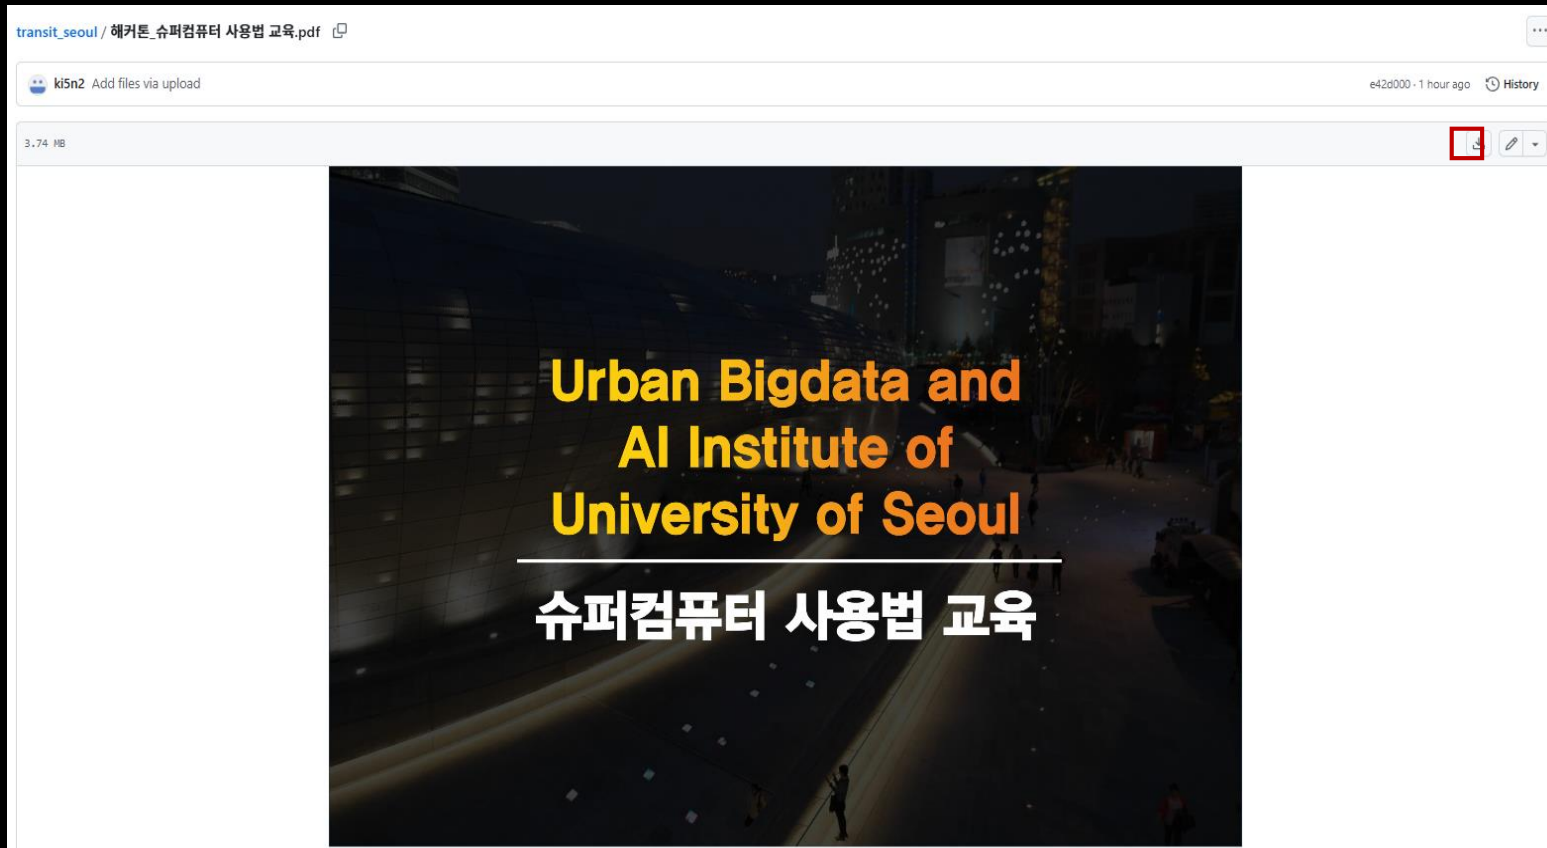 transit_seoul / 해커톤_슈퍼컴퓨터 사용법 교육.pdf
ki5n2 Add files via upload
e42d000 · 1 hour ago History
3.74 MB
Urban Bigdata and
AI Institute of
University of Seoul
슈퍼컴퓨터 사용법 교육